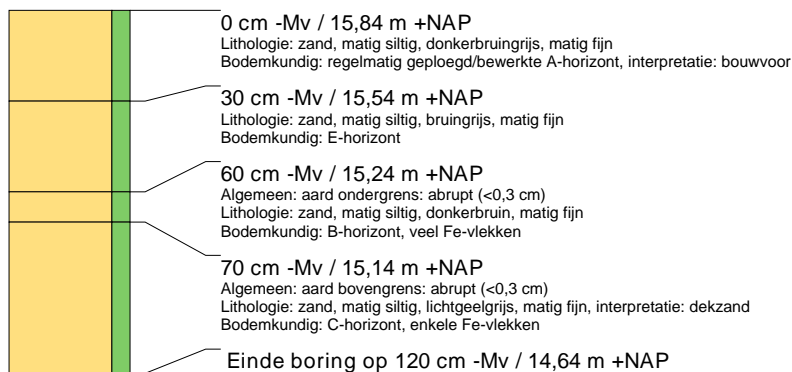 0 cm -Mv / 15,84 m +NAP
Lithologie: zand, matig siltig, donkerbruingrijs, matig fijn
Bodemkundig: regelmatig geploegd/bewerkte A-horizont, interpretatie: bouwvoor
30 cm -Mv / 15,54 m +NAP
Lithologie: zand, matig siltig, bruingrijs, matig fijn
Bodemkundig: E-horizont
60 cm -Mv / 15,24 m +NAP
Algemeen: aard ondergrens: abrupt (<0,3 cm)
Lithologie: zand, matig siltig, donkerbruin, matig fijn
Bodemkundig: B-horizont, veel Fe-vlekken
70 cm -Mv / 15,14 m +NAP
Algemeen: aard bovengrens: abrupt (<0,3 cm)
Lithologie: zand, matig siltig, lichtgeelgrijs, matig fijn, interpretatie: dekzand
Bodemkundig: C-horizont, enkele Fe-vlekken
Einde boring op 120 cm -Mv / 14,64 m +NAP